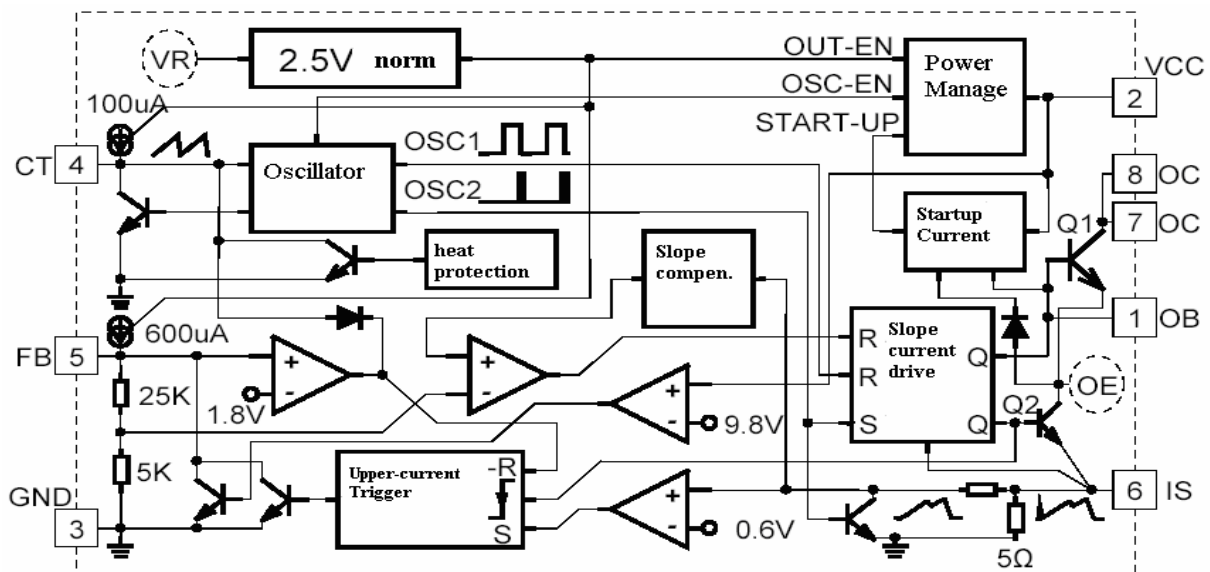 VR
2.5V norm
OUT-EN
OSC-EN
START-UP
Power
Manage
VCC
2
100uA
CT 4
Oscillator
OSC1
OSC2
8 OC
7 OC
Startup
Current
Q1
heat
protection
Slope
compen.
600uA
FB 5
+
-
1.8V
+
-
R
R
S
Slope
current
drive
Q
Q
1 OB
OE
Q2
25K
+
-
9.8V
5K
GND
3
Upper-current
Trigger
-R
S
+
-
0.6V
5Ω
6 IS